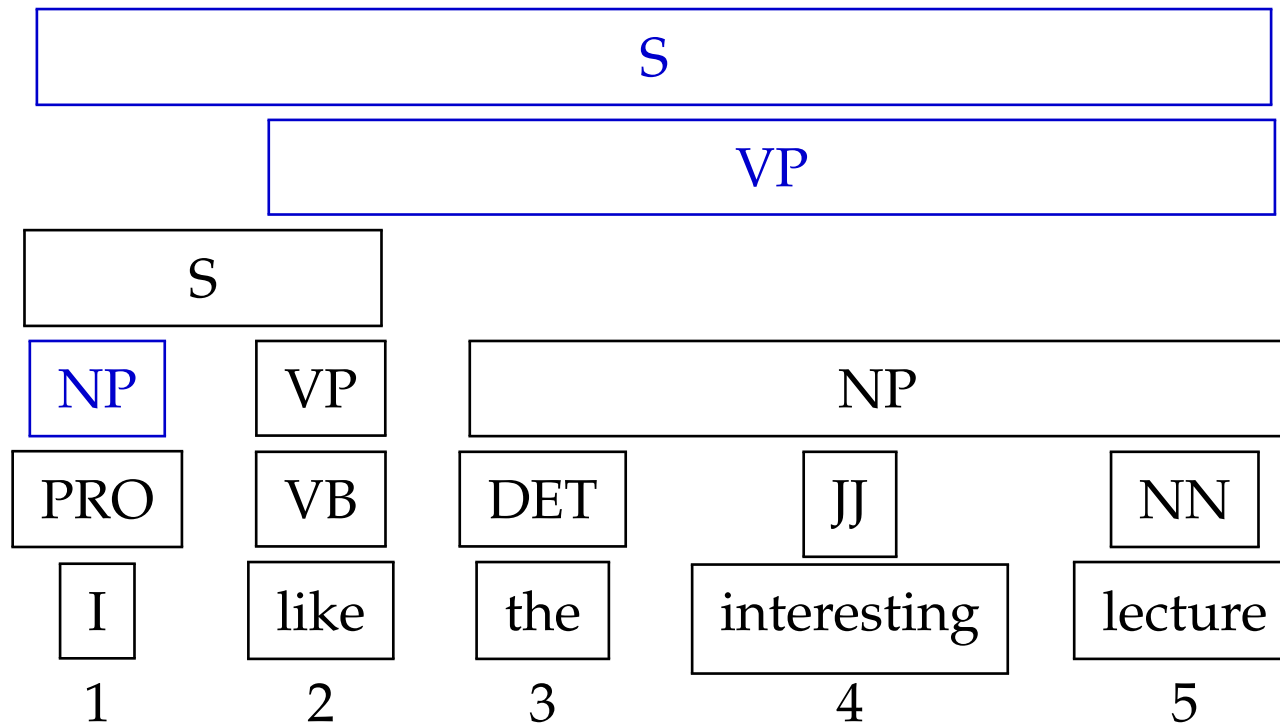 S
VP
S
NP VP NP
PRO VB DET JJ NN
I like the interesting lecture
1 2 3 4 5